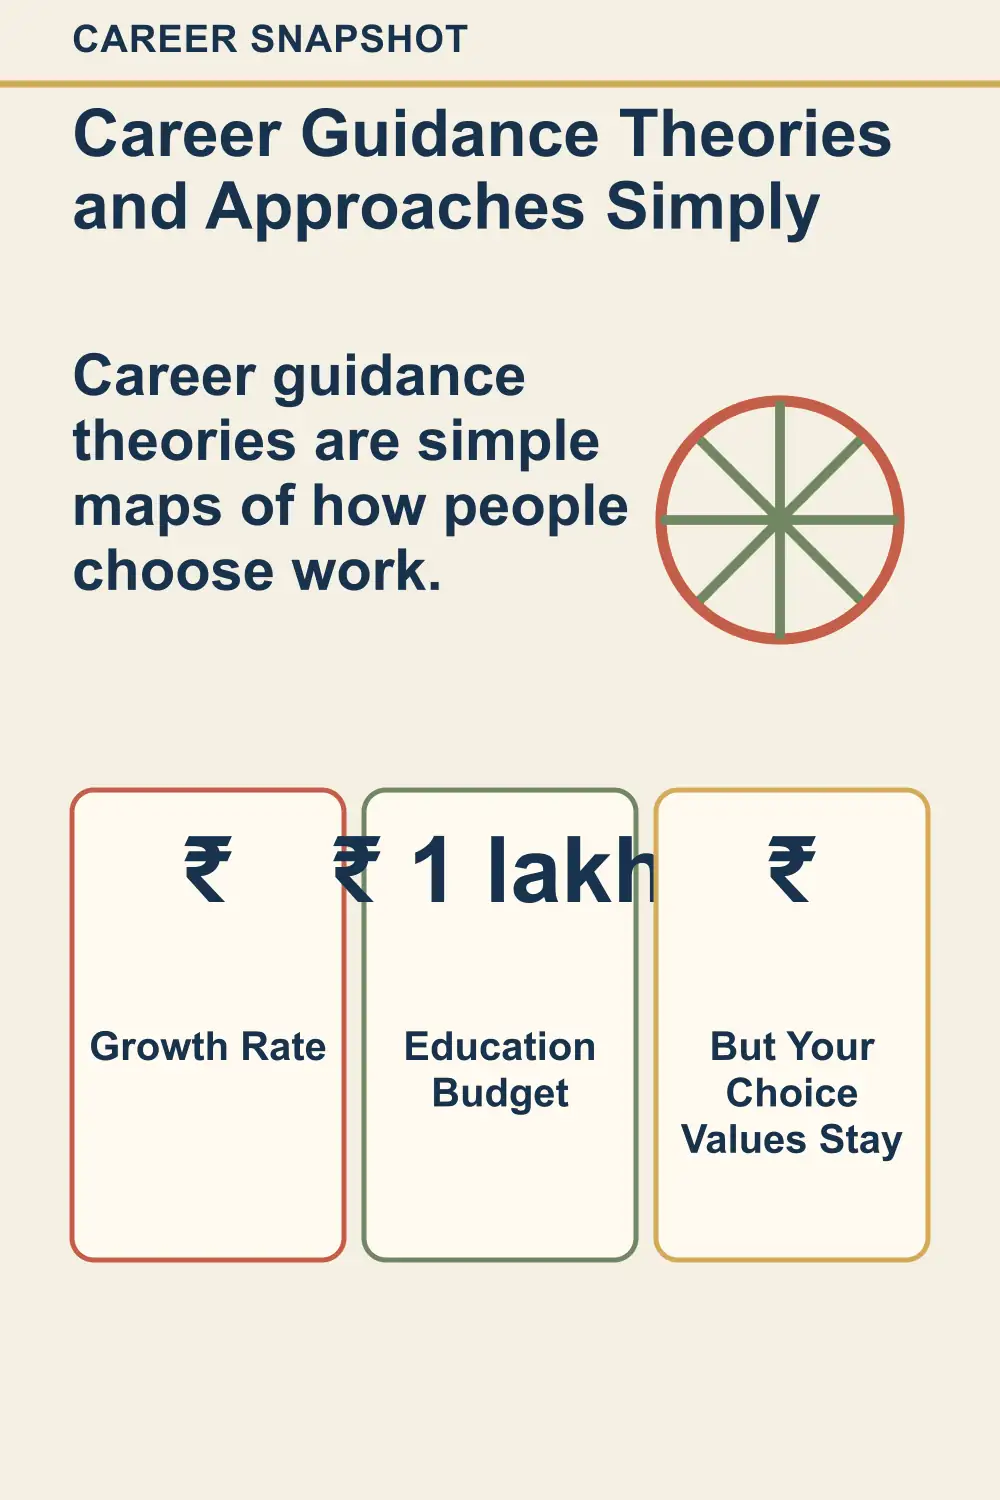 CAREER SNAPSHOT
Career Guidance Theories
and Approaches Simply
Career guidance
theories are simple
maps of how people
choose work.
₹
₹ 1 lakh
₹
Growth Rate
Education
Budget
But Your
Choice
Values Stay